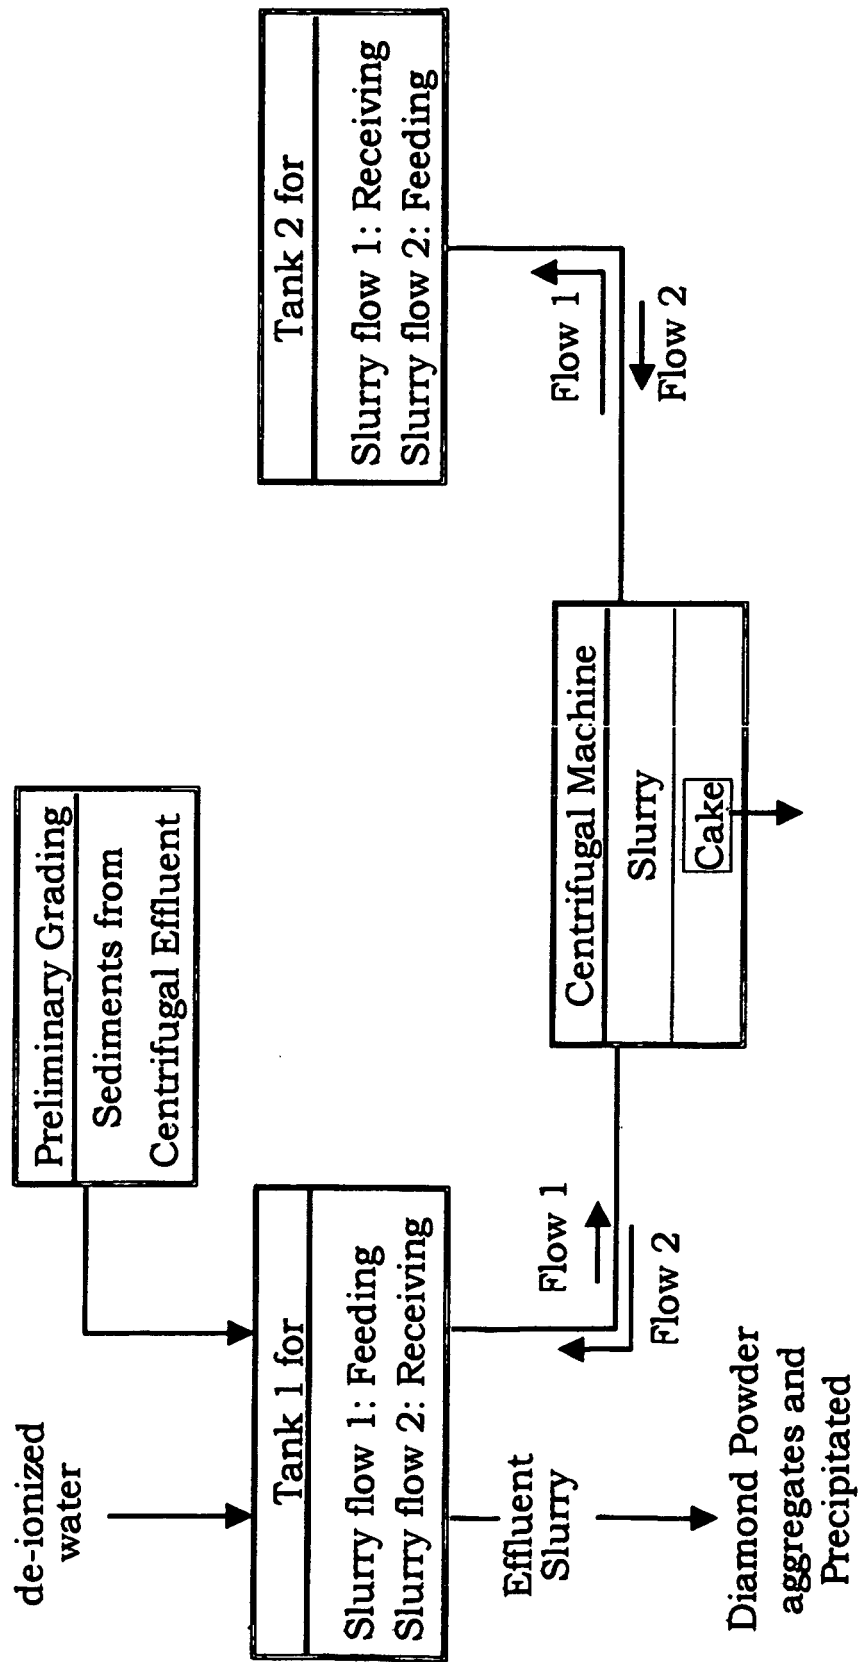 de-ionized
water
Preliminary Grading
Sediments from
Centrifugal Effluent
Tank 1 for
Slurry flow 1: Feeding
Slurry flow 2: Receiving
Tank 2 for
Slurry flow 1: Receiving
Slurry flow 2: Feeding
Effluent
Slurry
Flow 1
Flow 2
Centrifugal Machine
Slurry
Cake
Flow 1
Flow 2
Diamond Powder
aggregates and
Precipitated